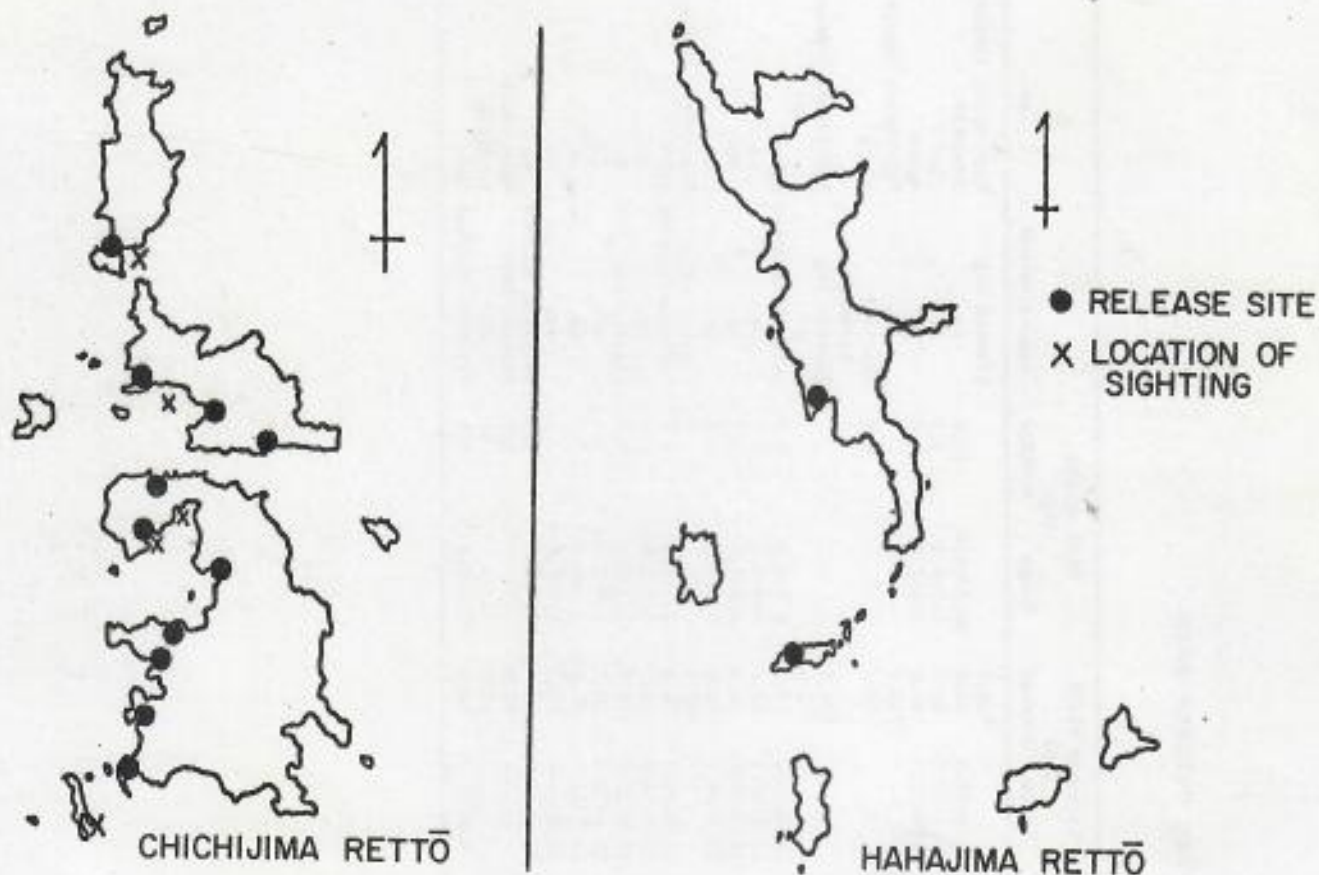 ● RELEASE SITE
X LOCATION OF
SIGHTING
CHICHIJIMA RETTŌ
HAHAJIMA RETTŌ